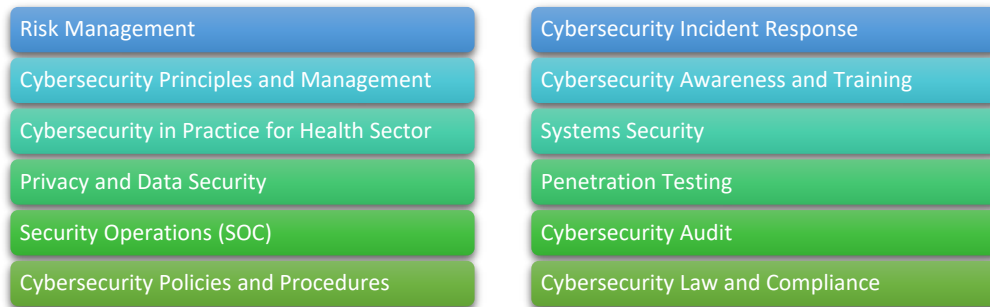 Risk Management
Cybersecurity Principles and Management
Cybersecurity in Practice for Health Sector
Privacy and Data Security
Security Operations (SOC)
Cybersecurity Policies and Procedures
Cybersecurity Incident Response
Cybersecurity Awareness and Training
Systems Security
Penetration Testing
Cybersecurity Audit
Cybersecurity Law and Compliance